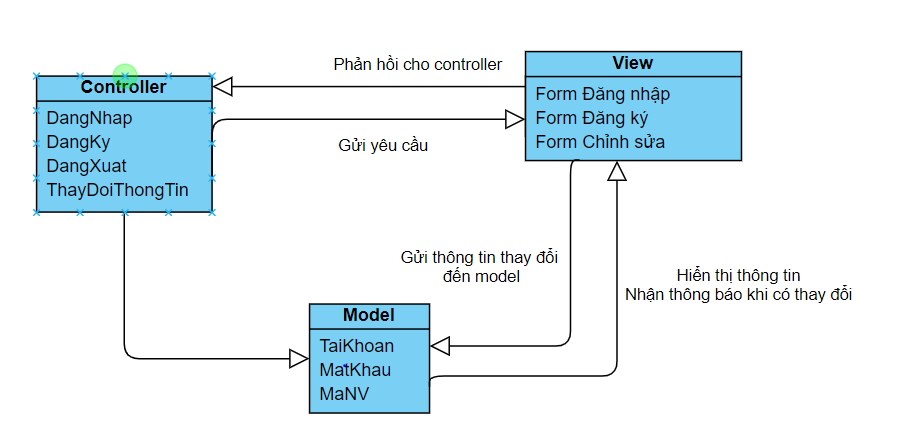 Controller
DangNhap
DangKy
DangXuat
ThayDoiThongTin
Phản hồi cho controller
Gửi yêu cầu
View
Form Đăng nhập
Form Đăng ký
Form Chỉnh sửa
Gửi thông tin thay đổi
đến model
Hiển thị thông tin
Nhận thông báo khi có thay đổi
Model
TaiKhoan
MatKhau
MaNV